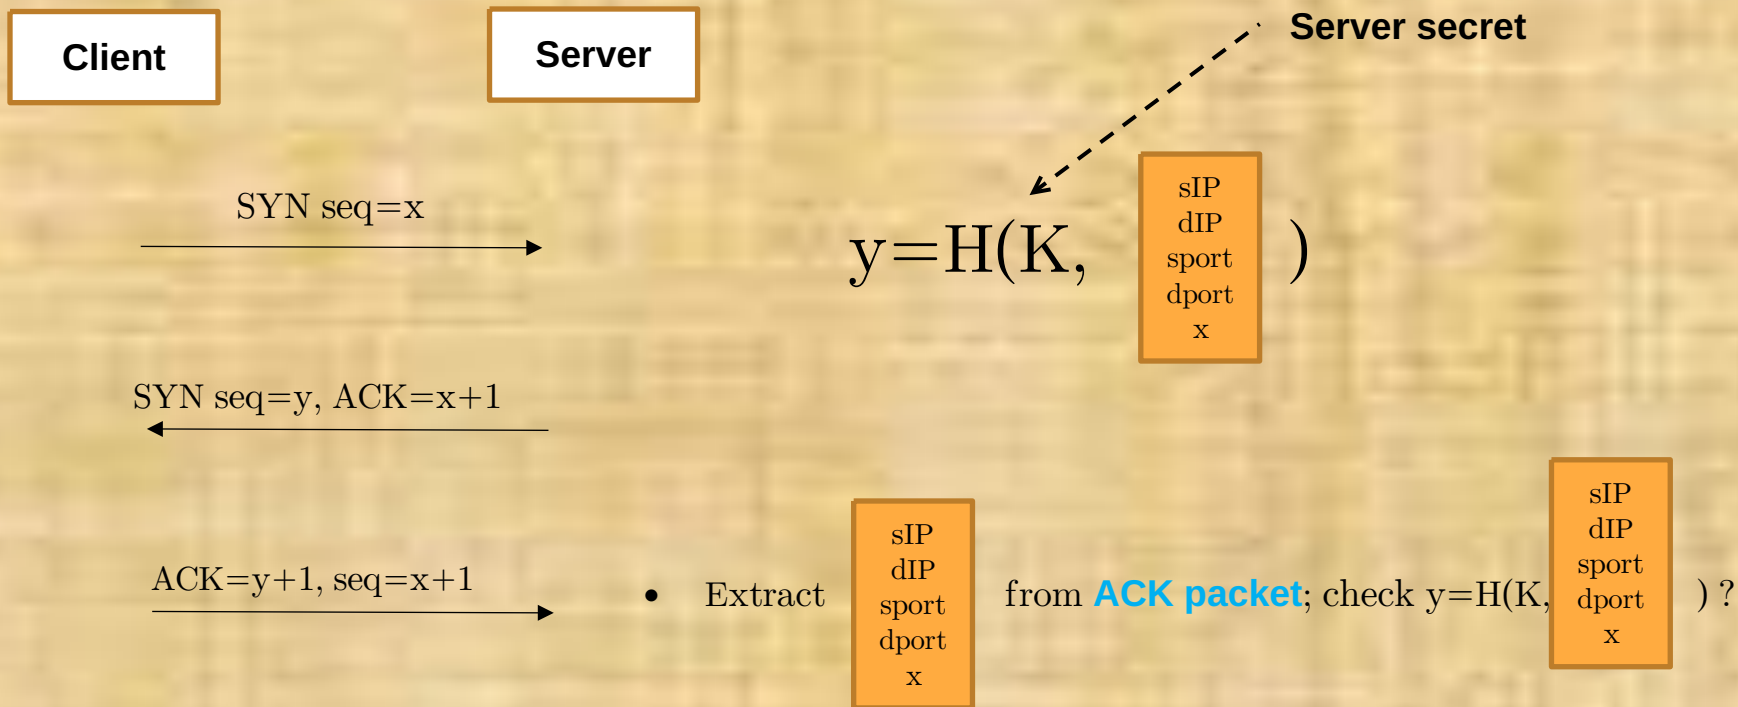 Client
Server
Server secret
SYN seq=x
y=H(K,
sIP
dIP
sport
dport
x
)
SYN seq=y, ACK=x+1
ACK=y+1, seq=x+1
• Extract
sIP
dIP
sport
dport
x
from ACK packet; check y=H(K,
sIP
dIP
sport
dport
x
) ?